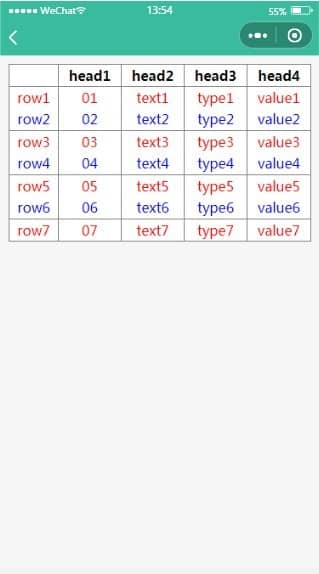 WeChat 13:54 55%
head1 head2 head3 head4
row1 01 text1 type1 value1
row2 02 text2 type2 value2
row3 03 text3 type3 value3
row4 04 text4 type4 value4
row5 05 text5 type5 value5
row6 06 text6 type6 value6
row7 07 text7 type7 value7